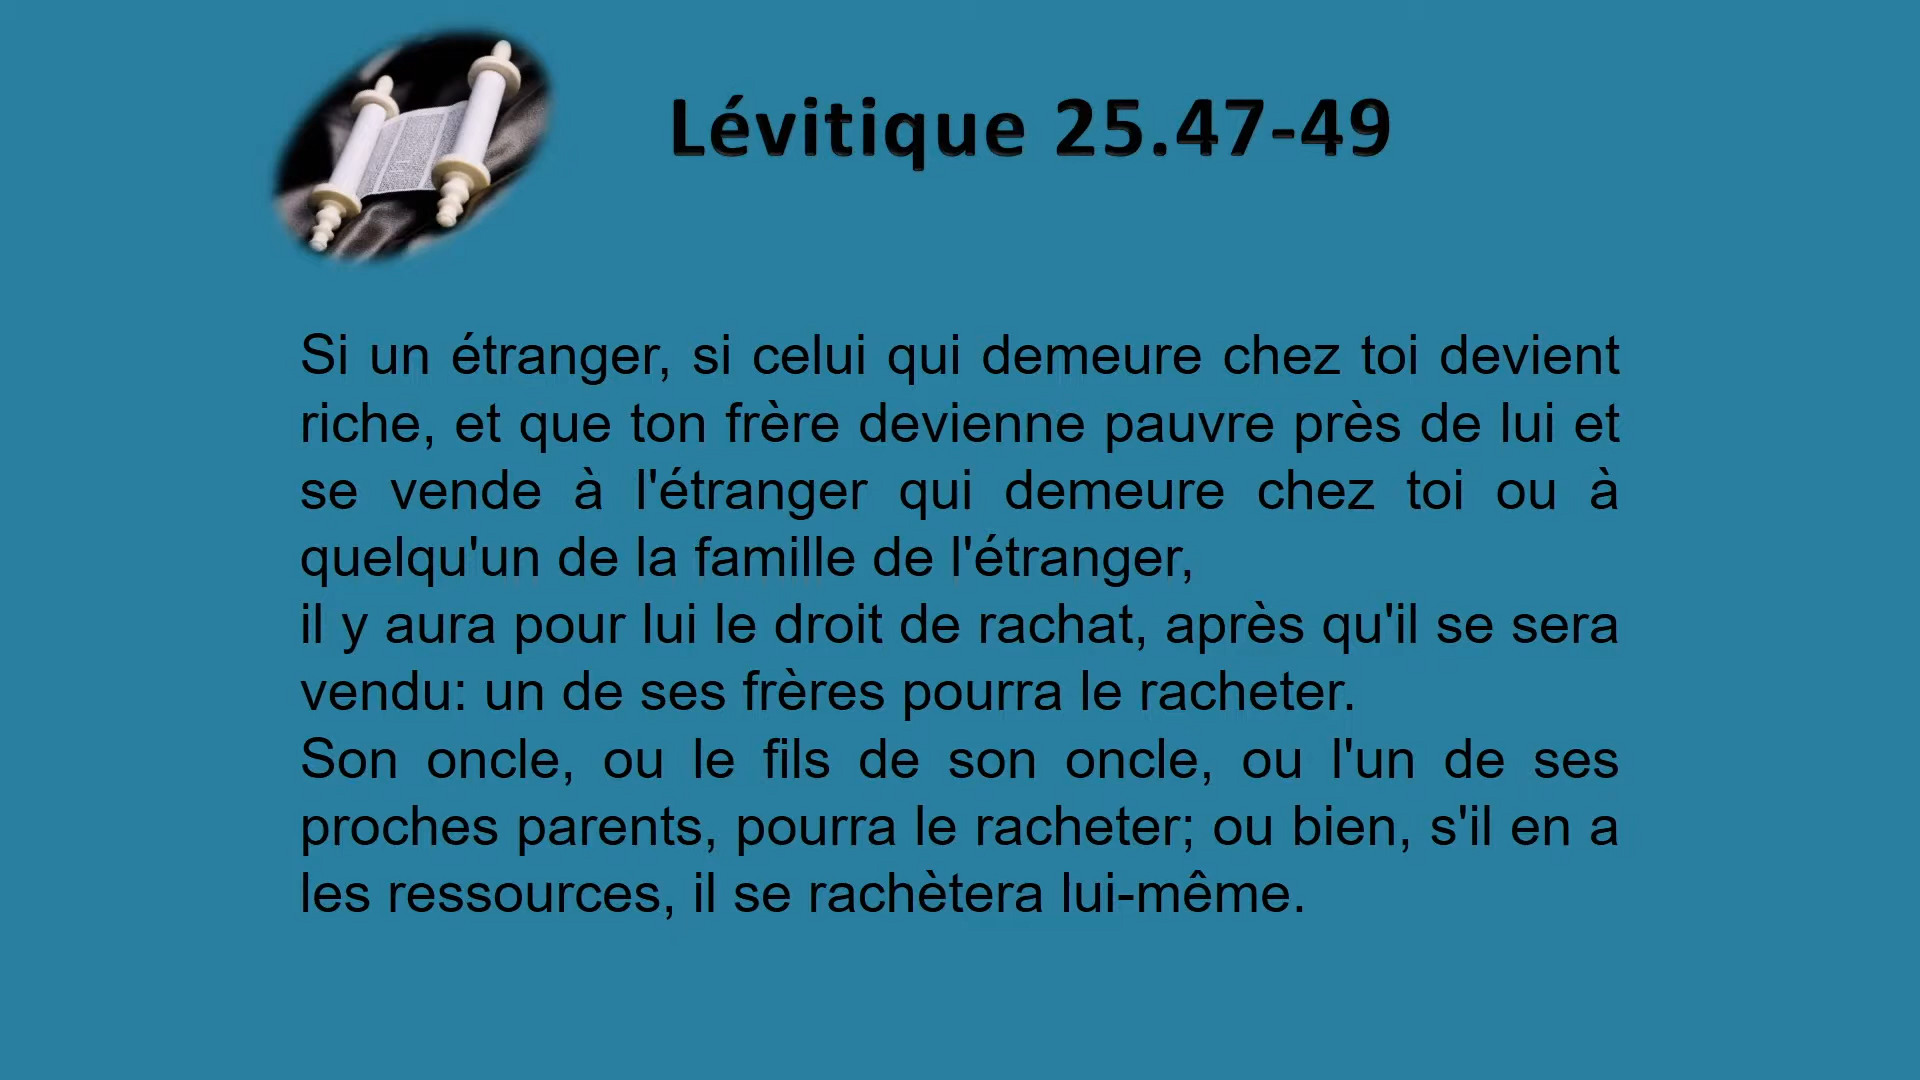 Lévitique 25.47-49
Si un étranger, si celui qui demeure chez toi devient
riche, et que ton frère devienne pauvre près de lui et
se vende à l'étranger qui demeure chez toi ou à
quelqu'un de la famille de l'étranger,
il y aura pour lui le droit de rachat, après qu'il se sera
vendu: un de ses frères pourra le racheter.
Son oncle, ou le fils de son oncle, ou l'un de ses
proches parents, pourra le racheter; ou bien, s'il en a
les ressources, il se rachètera lui-même.